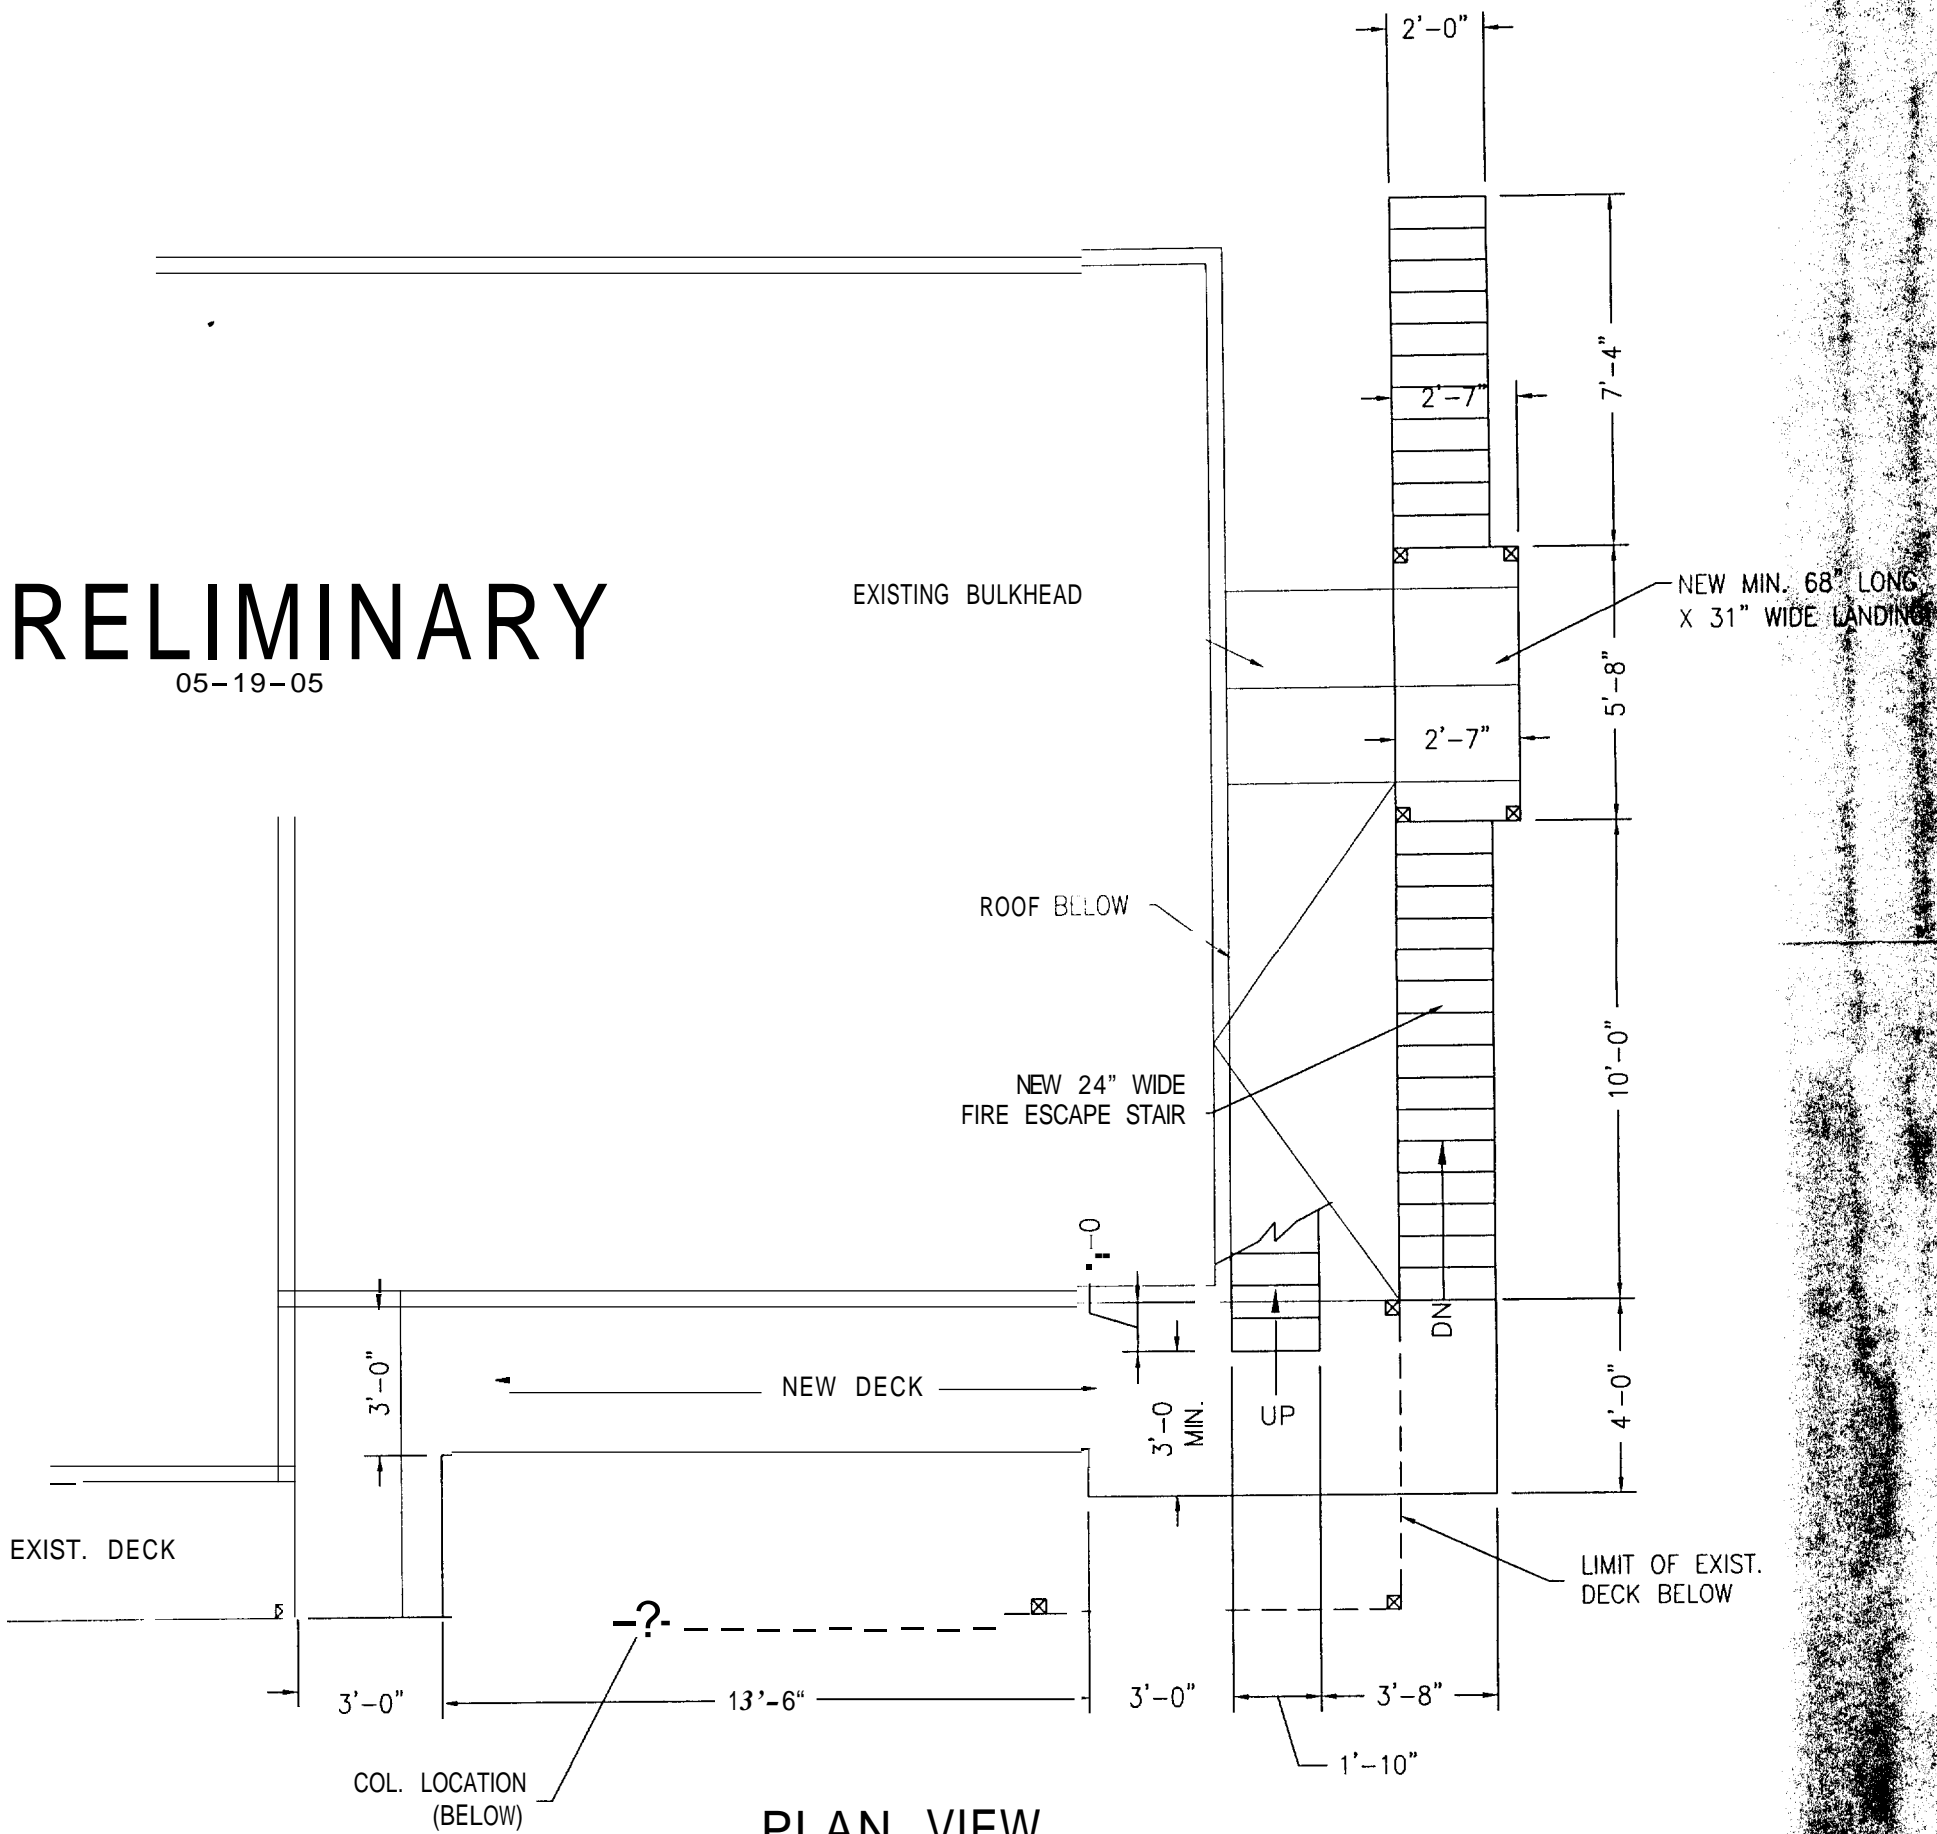 2'-0"
7'-4"
2'-7"
RELIMINARY
05-19-05
EXISTING BULKHEAD
NEW MIN. 68" LONG
X 31" WIDE LANDING
5'-8"
2'-7"
ROOF BELOW
10'-0"
NEW 24" WIDE
FIRE ESCAPE STAIR
DN
3'-0"
NEW DECK
3'-0
MIN.
UP
4'-0"
EXIST. DECK
LIMIT OF EXIST.
DECK BELOW
-?-
3'-0"
13'-6"
3'-0"
3'-8"
1'-10"
COL. LOCATION
(BELOW)
PLAN VIEW